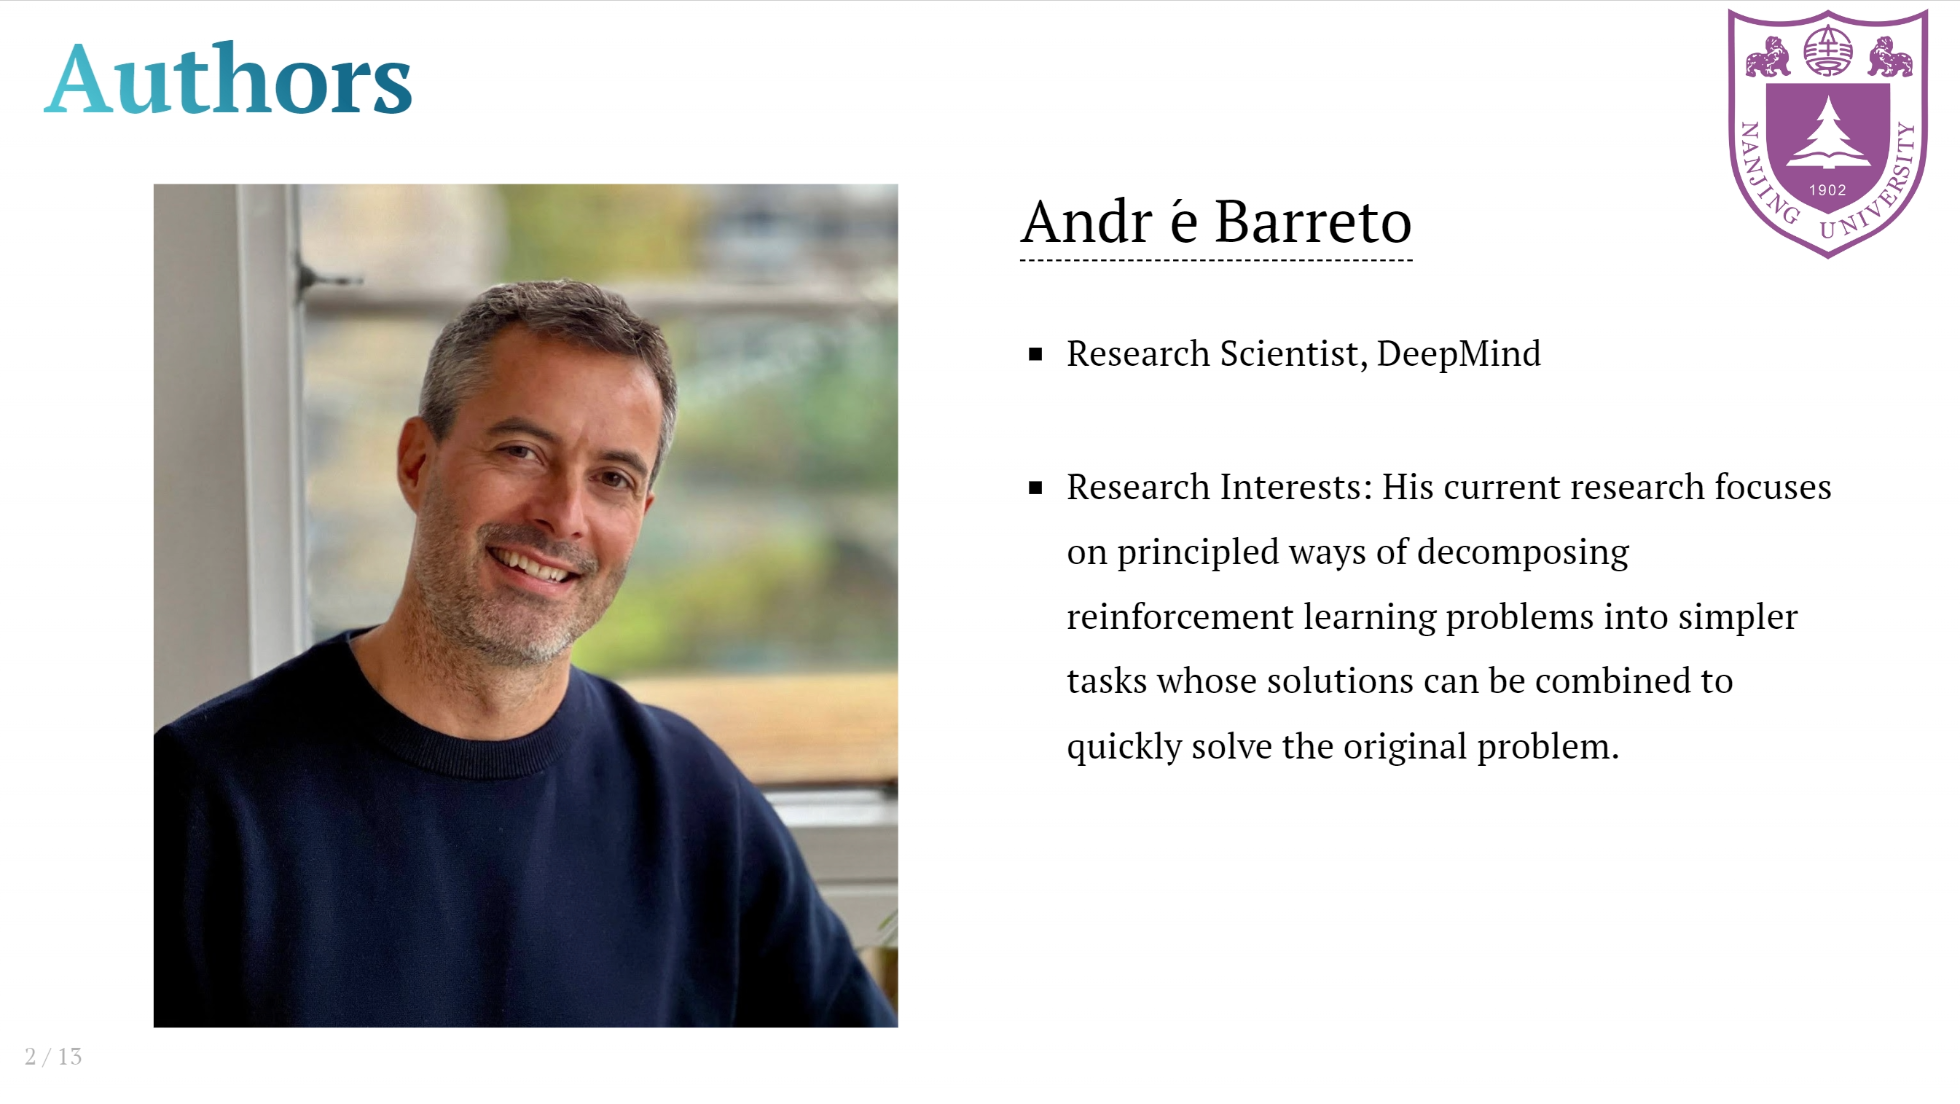 Authors
NANJING UNIVERSITY
1902
Andr é Barreto
▪ Research Scientist, DeepMind
▪ Research Interests: His current research focuses
on principled ways of decomposing
reinforcement learning problems into simpler
tasks whose solutions can be combined to
quickly solve the original problem.
2 / 13